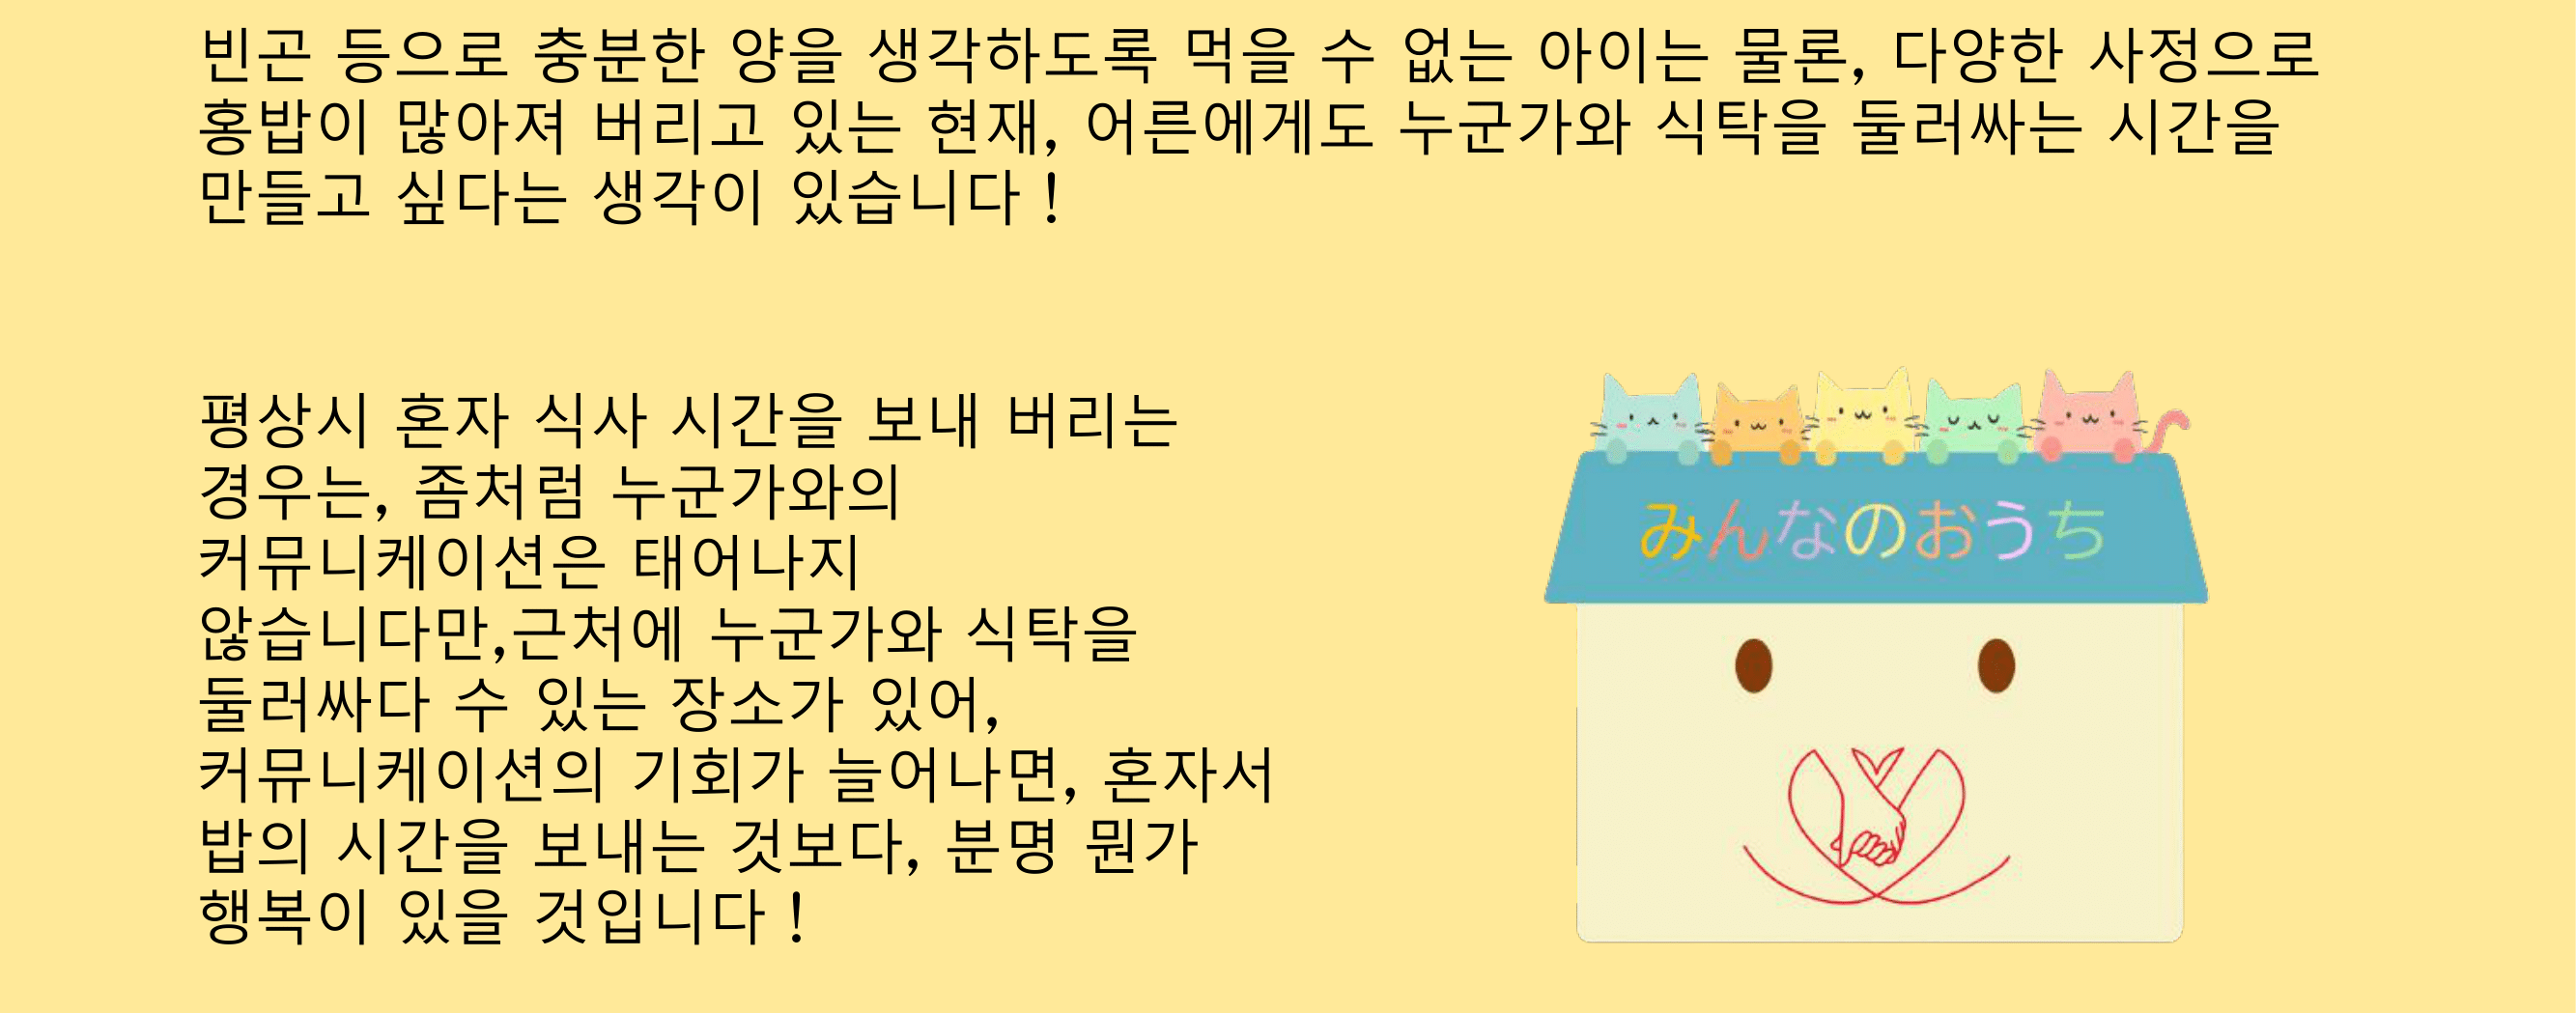 빈곤 등으로 충분한 양을 생각하도록 먹을 수 없는 아이는 물론, 다양한 사정으로
홍밥이 많아져 버리고 있는 현재, 어른에게도 누군가와 식탁을 둘러싸는 시간을
만들고 싶다는 생각이 있습니다 !
평상시 혼자 식사 시간을 보내 버리는
경우는, 좀처럼 누군가와의
커뮤니케이션은 태어나지
않습니다만,근처에 누군가와 식탁을
둘러싸다 수 있는 장소가 있어,
커뮤니케이션의 기회가 늘어나면, 혼자서
밥의 시간을 보내는 것보다, 분명 뭔가
행복이 있을 것입니다 !
みんなのおうち